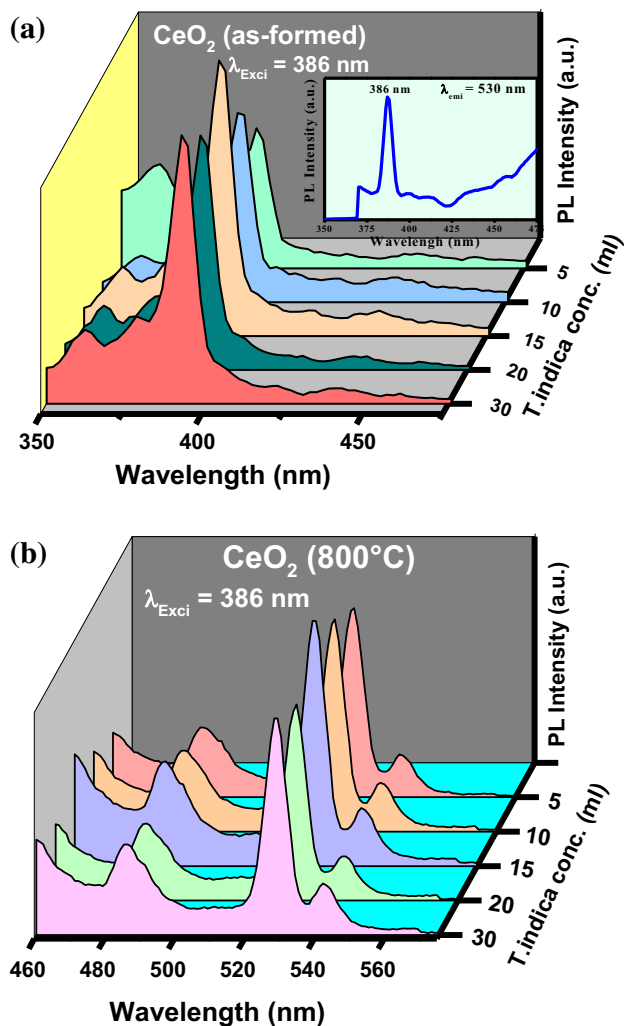 (a)
CeO2 (as-formed)
λExci = 386 nm
PL Intensity (a.u.)
386 nm
λemi = 530 nm
350 375 400 425 450 475
Wavelengh (nm)
PL Intensity (a.u.)
5
10
15
20
30
T.indica conc. (ml)
350 400 450
Wavelength (nm)
(b)
CeO2 (800°C)
λExci = 386 nm
PL Intensity (a.u.)
5
10
15
20
30
T.indica conc. (ml)
460 480 500 520 540 560
Wavelength (nm)